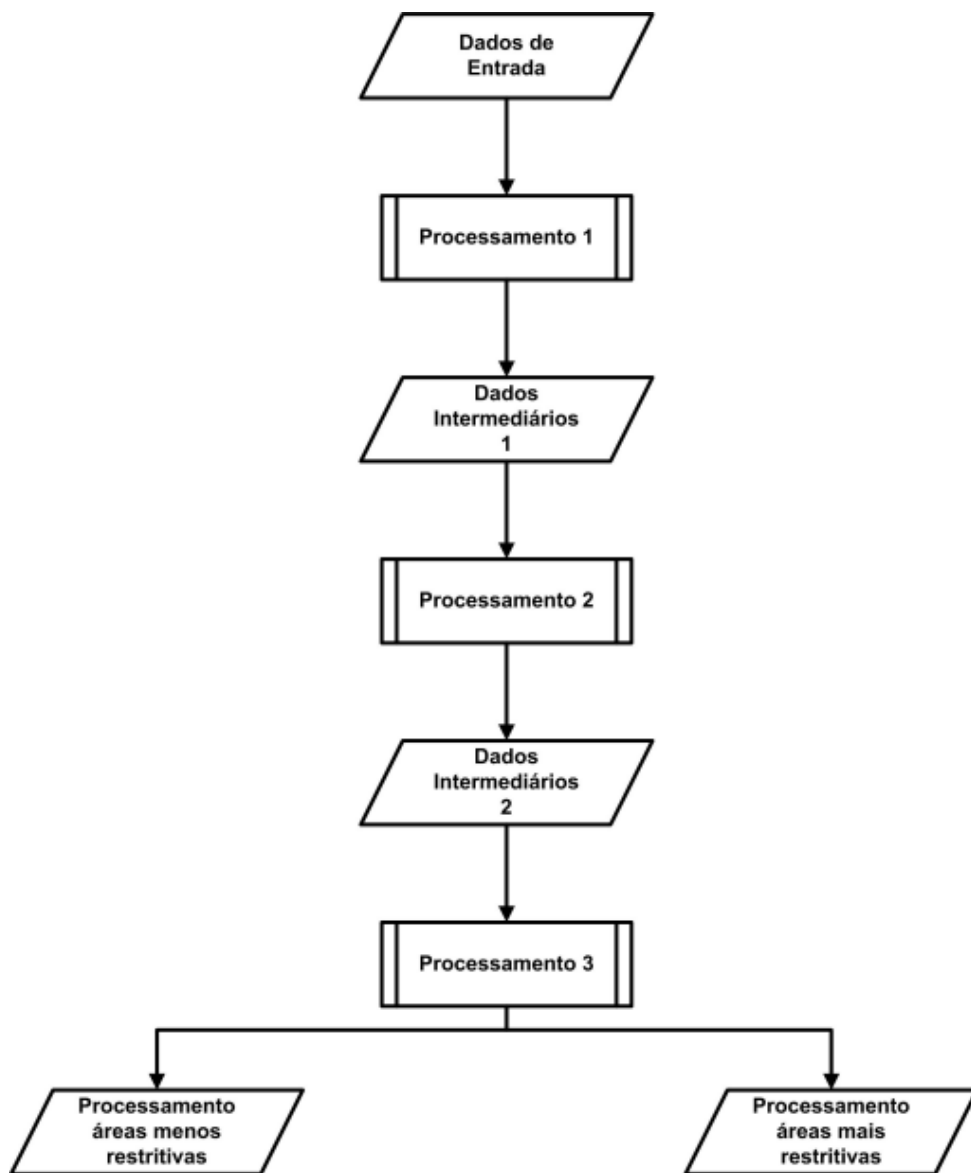 Dados de
Entrada
Processamento 1
Dados
Intermediários
1
Processamento 2
Dados
Intermediários
2
Processamento 3
Processamento
áreas menos
restritivas
Processamento
áreas mais
restritivas